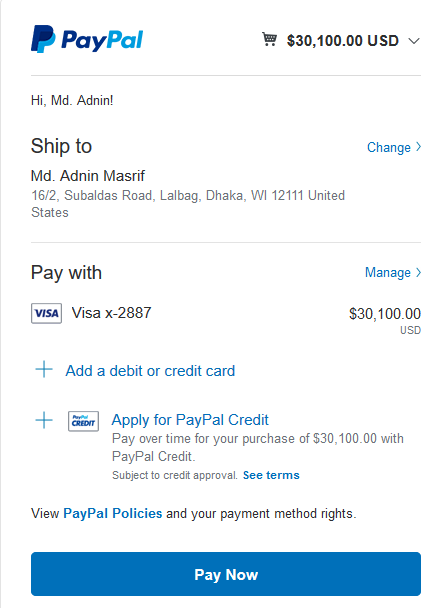 PayPal
$30,100.00 USD
Hi, Md. Adnin!
Ship to
Change
Md. Adnin Masrif
16/2, Subaldas Road, Lalbag, Dhaka, WI 12111 United
States
Pay with
Manage
VISA Visa x-2887
$30,100.00
USD
Add a debit or credit card
PayPal
CREDIT
Apply for PayPal Credit
Pay over time for your purchase of $30,100.00 with
PayPal Credit.
Subject to credit approval. See terms
View PayPal Policies and your payment method rights.
Pay Now